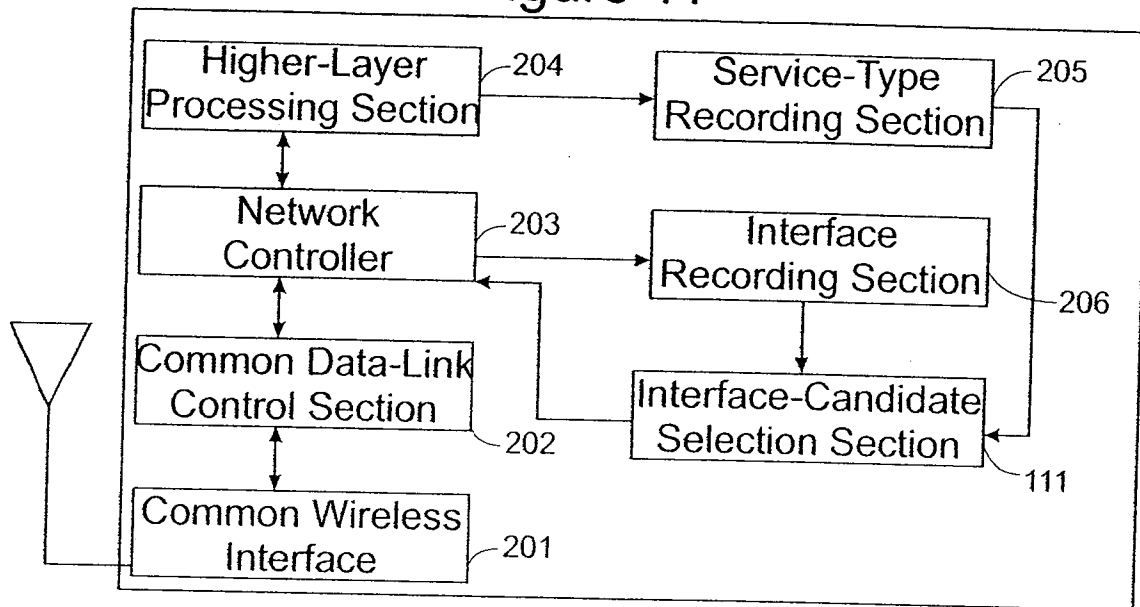 Higher-Layer
Processing Section
204
Service-Type
Recording Section
205
Network
Controller
203
Interface
Recording Section
206
Common Data-Link
Control Section
202
Interface-Candidate
Selection Section
111
Common Wireless
Interface
201